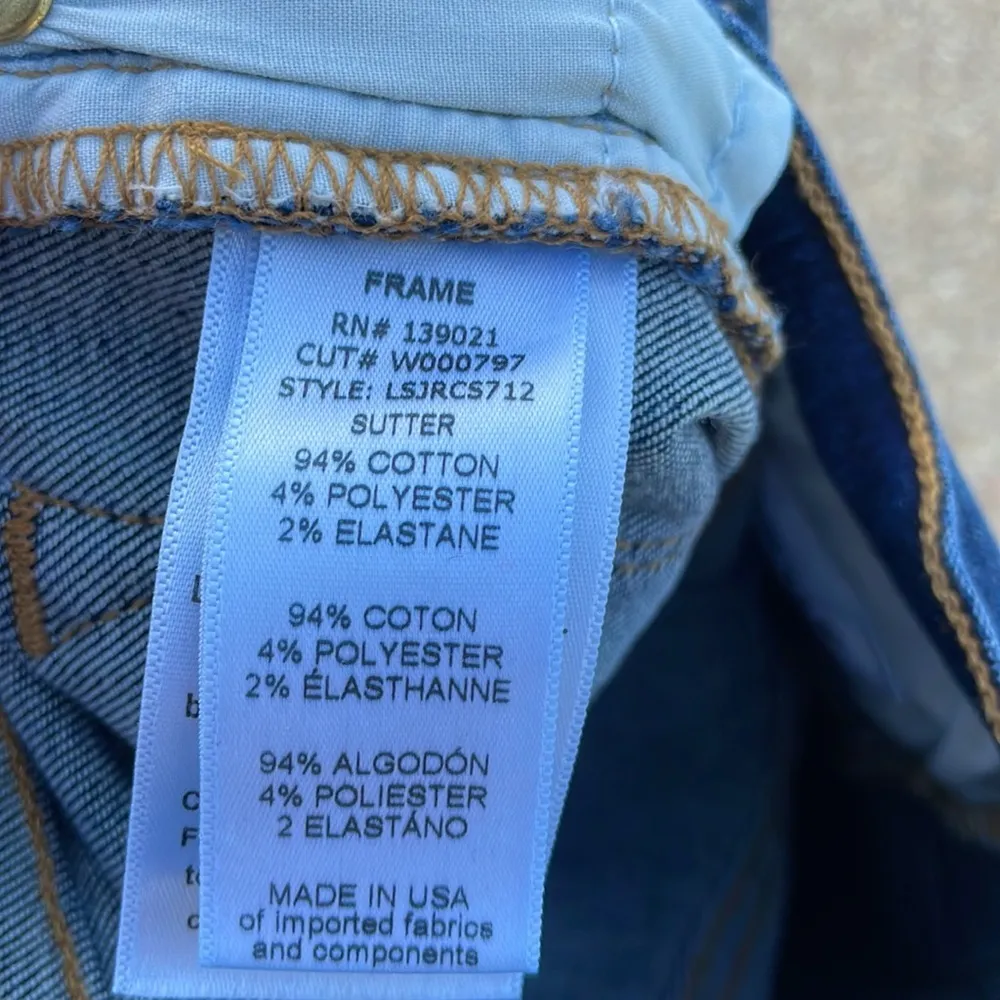 FRAME
RN# 139021
CUT# W000797
STYLE: LSJRCS712
SUTTER
94% COTTON
4% POLYESTER
2% ELASTANE
94% COTON
4% POLYESTER
2% ÉLASTHANNE
94% ALGODÓN
4% POLIESTER
2 ELASTÁNO
MADE IN USA
of imported fabrics
and components